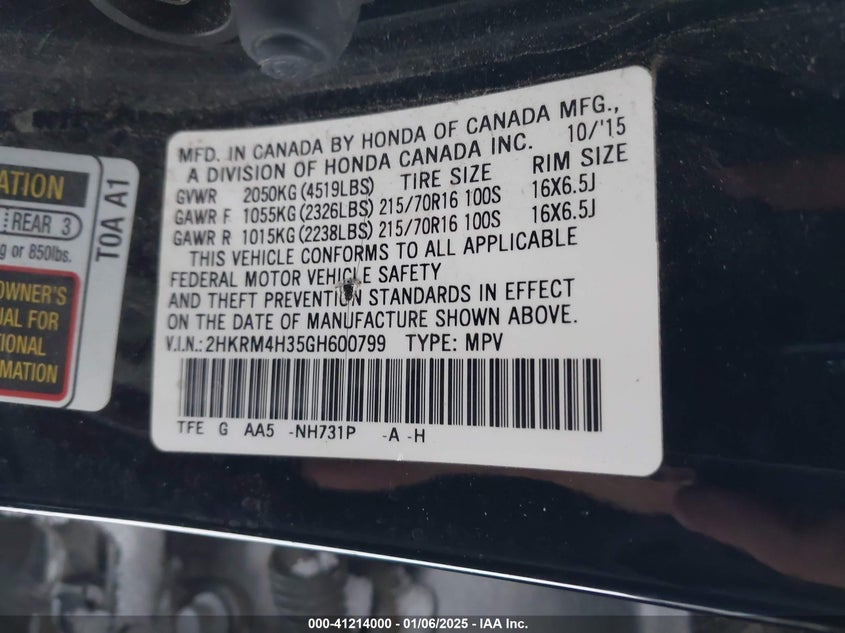 ATION
REAR 3
g or 850lbs.
OWNER'S
UAL FOR
TIONAL
MATION
T0A A1
MFD. IN CANADA BY HONDA OF CANADA MFG.,
A DIVISION OF HONDA CANADA INC. 10/'15
GVWR 2050KG (4519LBS) TIRE SIZE RIM SIZE
GAWR F 1055KG (2326LBS) 215/70R16 100S 16X6.5J
GAWR R 1015KG (2238LBS) 215/70R16 100S 16X6.5J
THIS VEHICLE CONFORMS TO ALL APPLICABLE
FEDERAL MOTOR VEHICLE SAFETY
AND THEFT PREVENTION STANDARDS IN EFFECT
ON THE DATE OF MANUFACTURE SHOWN ABOVE.
V.I.N.: 2HKRM4H35GH600799 TYPE: MPV
TFE G AA5 -NH731P -A -H
000-41214000 - 01/06/2025 - IAA Inc.